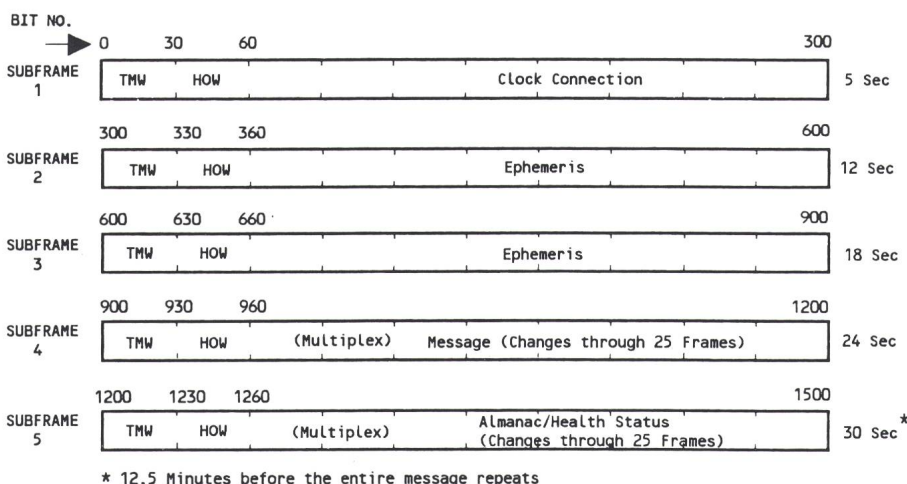 BIT NO.
0 30 60 300
SUBFRAME
1
TMW HOW Clock Connection
5 Sec
300 330 360 600
SUBFRAME
2
TMW HOW Ephemeris
12 Sec
600 630 660 900
SUBFRAME
3
TMW HOW Ephemeris
18 Sec
900 930 960 1200
SUBFRAME
4
TMW HOW (Multiplex) Message (Changes through 25 Frames)
24 Sec
1200 1230 1260 1500
SUBFRAME
5
TMW HOW (Multiplex) Almanac/Health Status
(Changes through 25 Frames)
30 Sec*
* 12.5 Minutes before the entire message repeats